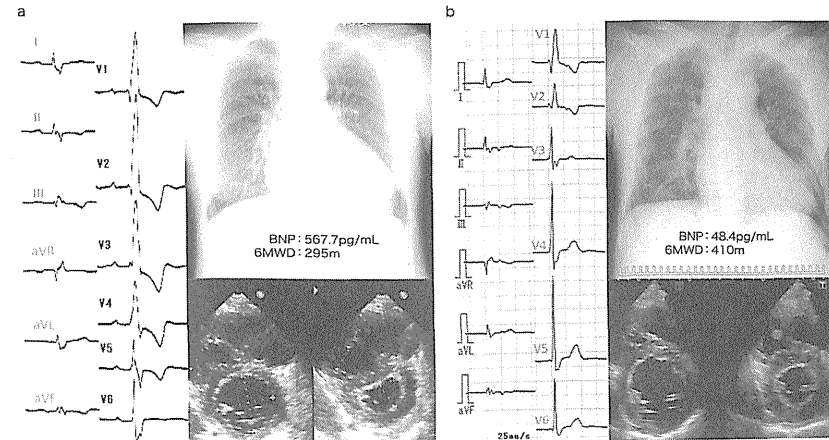 a
I
II
III
aVR
aVL
aVF
V1
V2
V3
V4
V5
V6
BNP:567.7pg/mL
6MWD:295m
b
I
II
III
aVR
aVL
aVF
V1
V2
V3
V4
V5
V6
25mm/s
BNP:48.4pg/mL
6MWD:410m